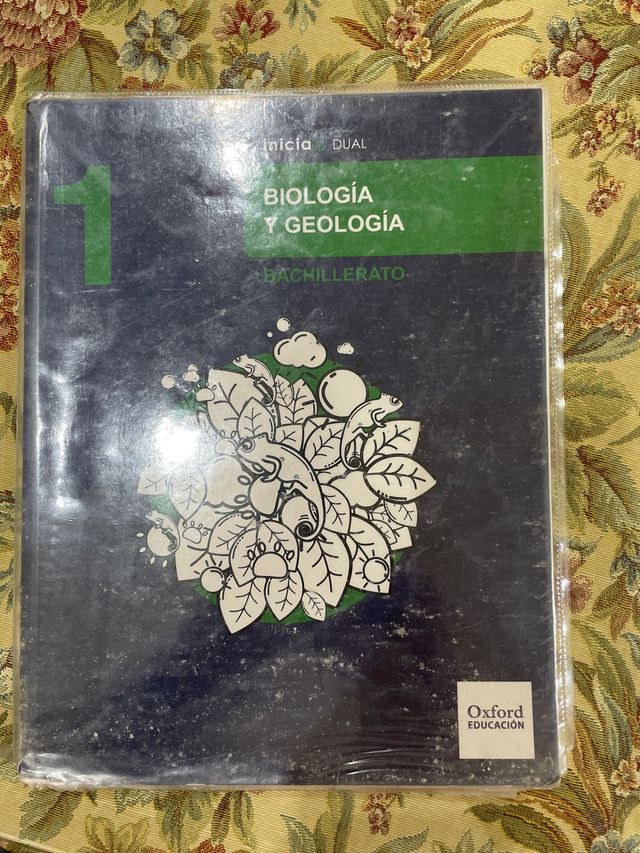 inicia DUAL
1
BIOLOGÍA
Y GEOLOGÍA
BACHILLERATO
Oxford
EDUCACIÓN